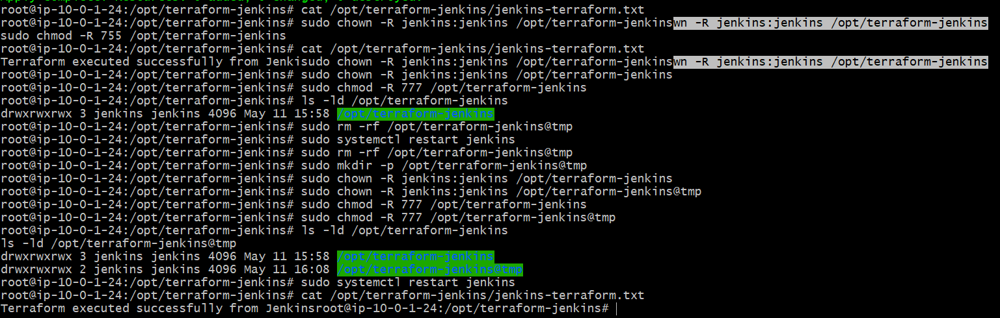 root@ip-10-0-1-24:/opt/terraform-jenkins# cat /opt/terraform-jenkins/jenkins-terraform.txt
root@ip-10-0-1-24:/opt/terraform-jenkins# sudo chown -R jenkins:jenkins /opt/terraform-jenkinswn -R jenkins:jenkins /opt/terraform-jenkins
sudo chmod -R 755 /opt/terraform-jenkins
root@ip-10-0-1-24:/opt/terraform-jenkins# cat /opt/terraform-jenkins/jenkins-terraform.txt
Terraform executed successfully from Jenkisudo chown -R jenkins:jenkins /opt/terraform-jenkinswn -R jenkins:jenkins /opt/terraform-jenkins
root@ip-10-0-1-24:/opt/terraform-jenkins# sudo chown -R jenkins:jenkins /opt/terraform-jenkins
root@ip-10-0-1-24:/opt/terraform-jenkins# sudo chmod -R 777 /opt/terraform-jenkins
root@ip-10-0-1-24:/opt/terraform-jenkins# ls -ld /opt/terraform-jenkins
drwxrwxrwx 3 jenkins jenkins 4096 May 11 15:58 /opt/terraform-jenkins
root@ip-10-0-1-24:/opt/terraform-jenkins# sudo rm -rf /opt/terraform-jenkins@tmp
root@ip-10-0-1-24:/opt/terraform-jenkins# sudo systemctl restart jenkins
root@ip-10-0-1-24:/opt/terraform-jenkins# sudo rm -rf /opt/terraform-jenkins@tmp
root@ip-10-0-1-24:/opt/terraform-jenkins# sudo mkdir -p /opt/terraform-jenkins@tmp
root@ip-10-0-1-24:/opt/terraform-jenkins# sudo chown -R jenkins:jenkins /opt/terraform-jenkins
root@ip-10-0-1-24:/opt/terraform-jenkins# sudo chown -R jenkins:jenkins /opt/terraform-jenkins@tmp
root@ip-10-0-1-24:/opt/terraform-jenkins# sudo chmod -R 777 /opt/terraform-jenkins
root@ip-10-0-1-24:/opt/terraform-jenkins# sudo chmod -R 777 /opt/terraform-jenkins@tmp
root@ip-10-0-1-24:/opt/terraform-jenkins# ls -ld /opt/terraform-jenkins
ls -ld /opt/terraform-jenkins@tmp
drwxrwxrwx 3 jenkins jenkins 4096 May 11 15:58 /opt/terraform-jenkins
drwxrwxrwx 2 jenkins jenkins 4096 May 11 16:08 /opt/terraform-jenkins@tmp
root@ip-10-0-1-24:/opt/terraform-jenkins# sudo systemctl restart jenkins
root@ip-10-0-1-24:/opt/terraform-jenkins# cat /opt/terraform-jenkins/jenkins-terraform.txt
Terraform executed successfully from Jenkinsroot@ip-10-0-1-24:/opt/terraform-jenkins#